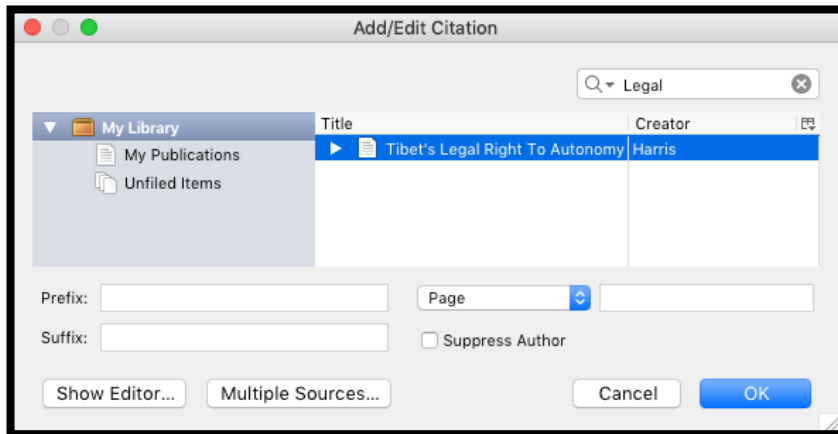 Add/Edit Citation
Legal
My Library
My Publications
Unfiled Items
Title Creator
Tibet's Legal Right To Autonomy Harris
Prefix: Page
Suffix: Suppress Author
Show Editor... Multiple Sources... Cancel OK